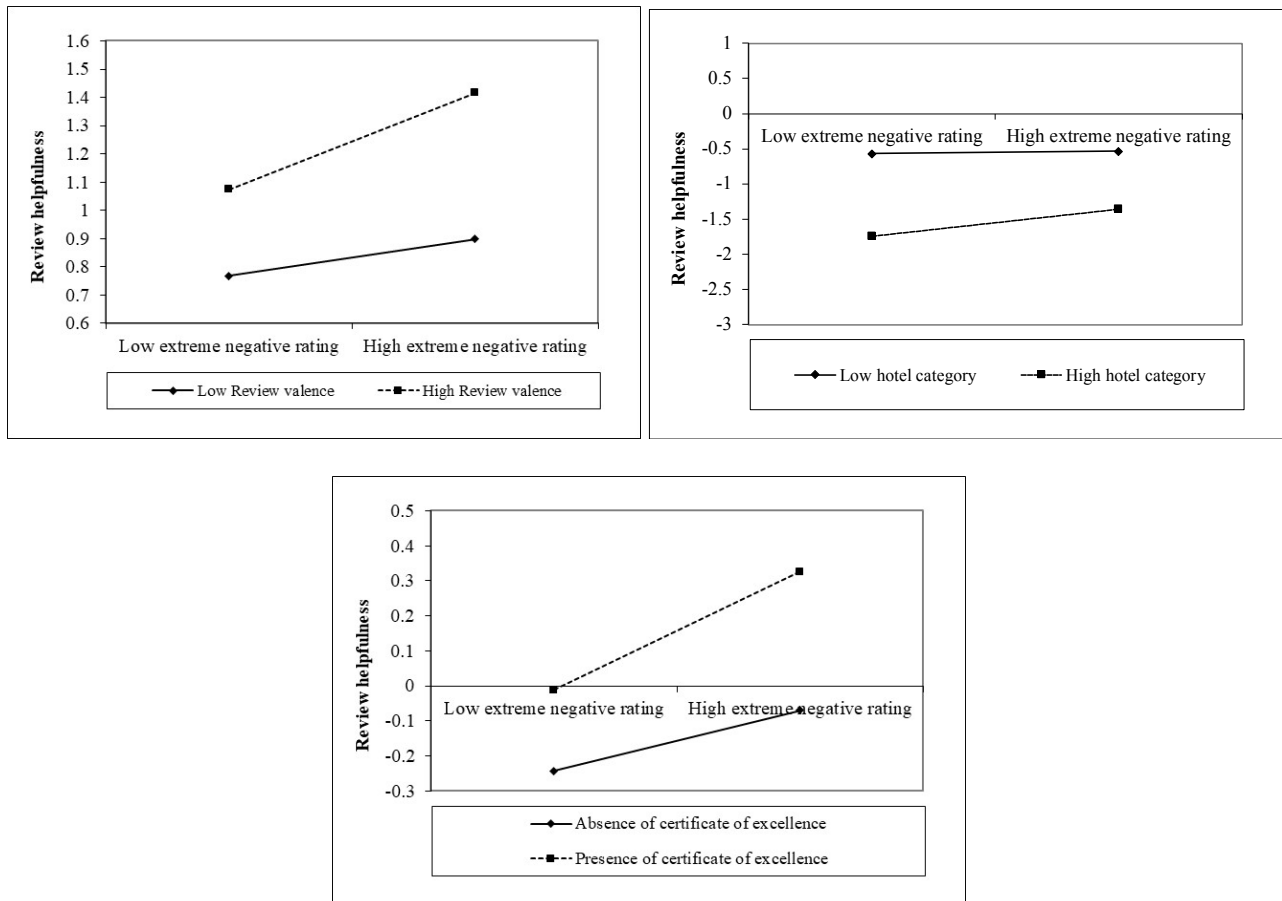 1.6
1.5
1.4
1.3
1.2
1.1
1
0.9
0.8
0.7
0.6
Review helpfulness
Low extreme negative rating High extreme negative rating
Low Review valence High Review valence
1
0.5
0
-0.5
-1
-1.5
-2
-2.5
-3
Review helpfulness
Low extreme negative rating High extreme negative rating
Low hotel category High hotel category
0.5
0.4
0.3
0.2
0.1
0
-0.1
-0.2
-0.3
Review helpfulness
Low extreme negative rating High extreme negative rating
Absence of certificate of excellence
Presence of certificate of excellence